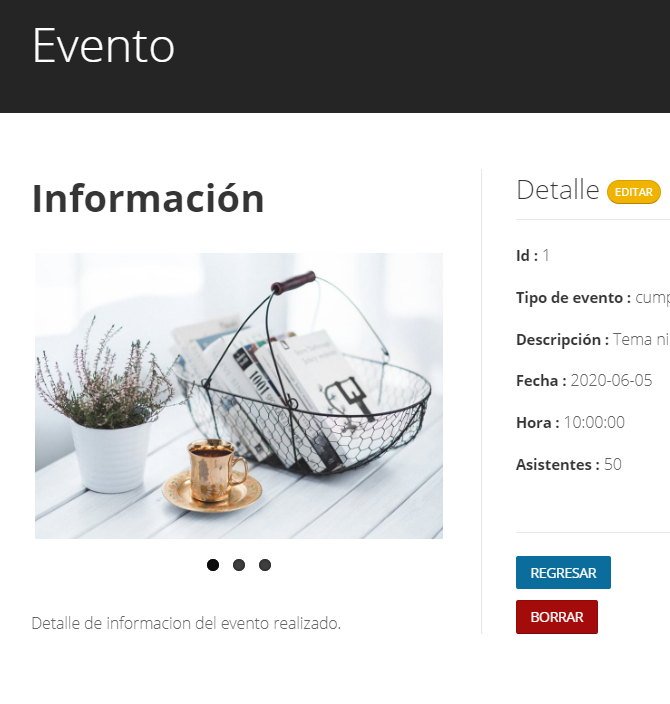 Evento
Información
1001
Detalle de informacion del evento realizado.
Detalle EDITAR
Id : 1
Tipo de evento : cump
Descripción : Tema ni
Fecha : 2020-06-05
Hora : 10:00:00
Asistentes : 50
REGRESAR
BORRAR